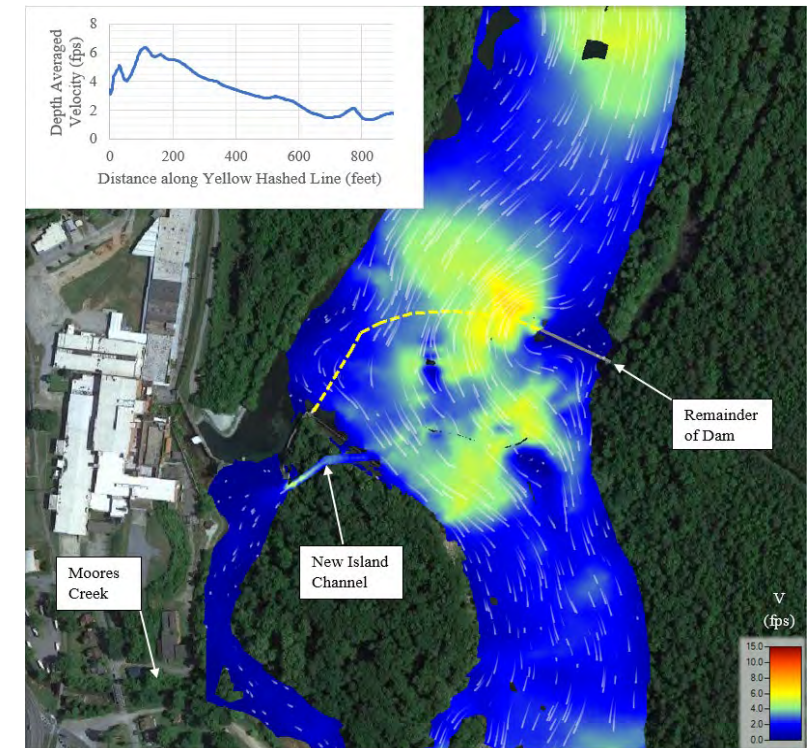 8
6
4
2
0
Depth Averaged
Velocity (fps)
0
200
400
600
800
Distance along Yellow Hashed Line (feet)
Remainder
of Dam
New Island
Channel
Moores
Creek
V
(fps)
15.0
10.0
8.0
6.0
4.0
2.0
0.0